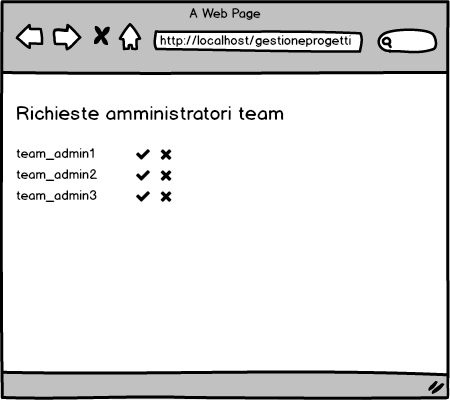 A Web Page
http://localhost/gestioneprogetti
Richieste amministratori team
team_admin1
team_admin2
team_admin3